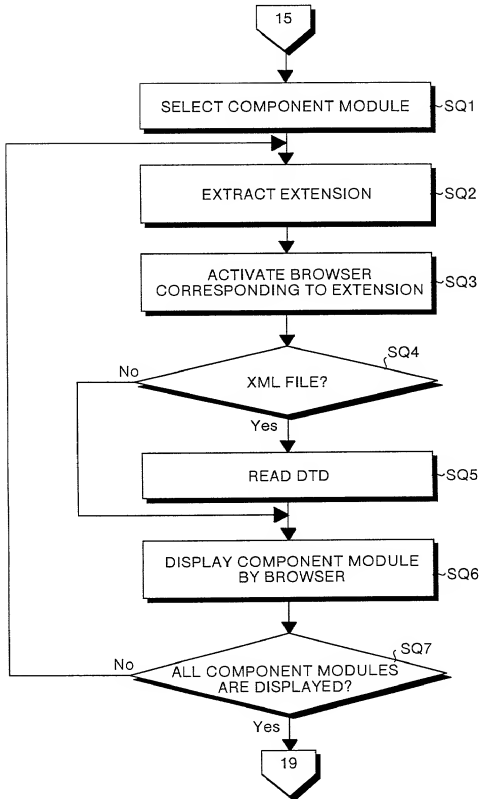 15
SELECT COMPONENT MODULE
SQ1
EXTRACT EXTENSION
SQ2
ACTIVATE BROWSER
CORRESPONDING TO EXTENSION
SQ3
SQ4
No
XML FILE?
Yes
READ DTD
SQ5
DISPLAY COMPONENT MODULE
BY BROWSER
SQ6
SQ7
No
ALL COMPONENT MODULES
ARE DISPLAYED?
Yes
19